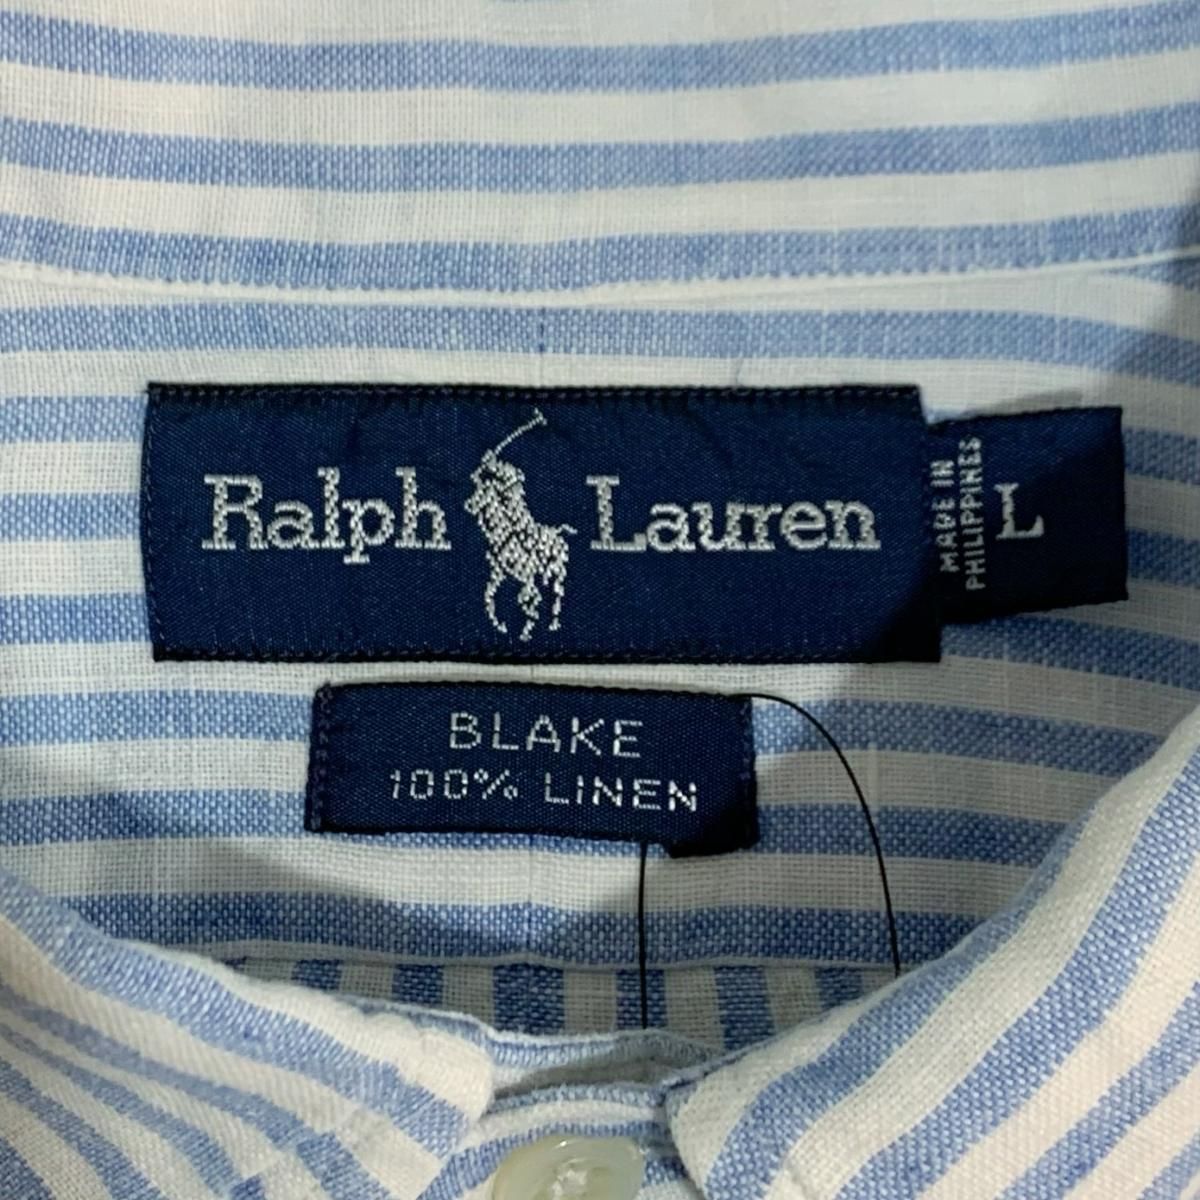 Ralph Lauren
MADE IN
PHILIPPINES
L
BLAKE
100% LINEN